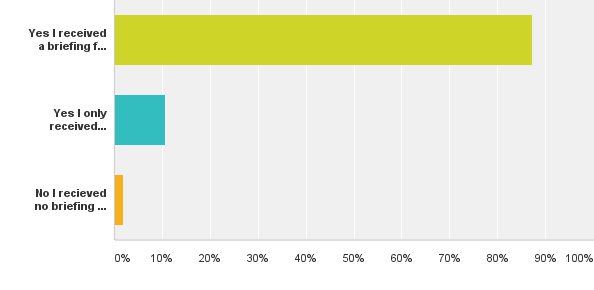 Yes I received
a briefing f...
Yes I only
received...
No I recieved
no briefing ...
0% 10% 20% 30% 40% 50% 60% 70% 80% 90% 100%